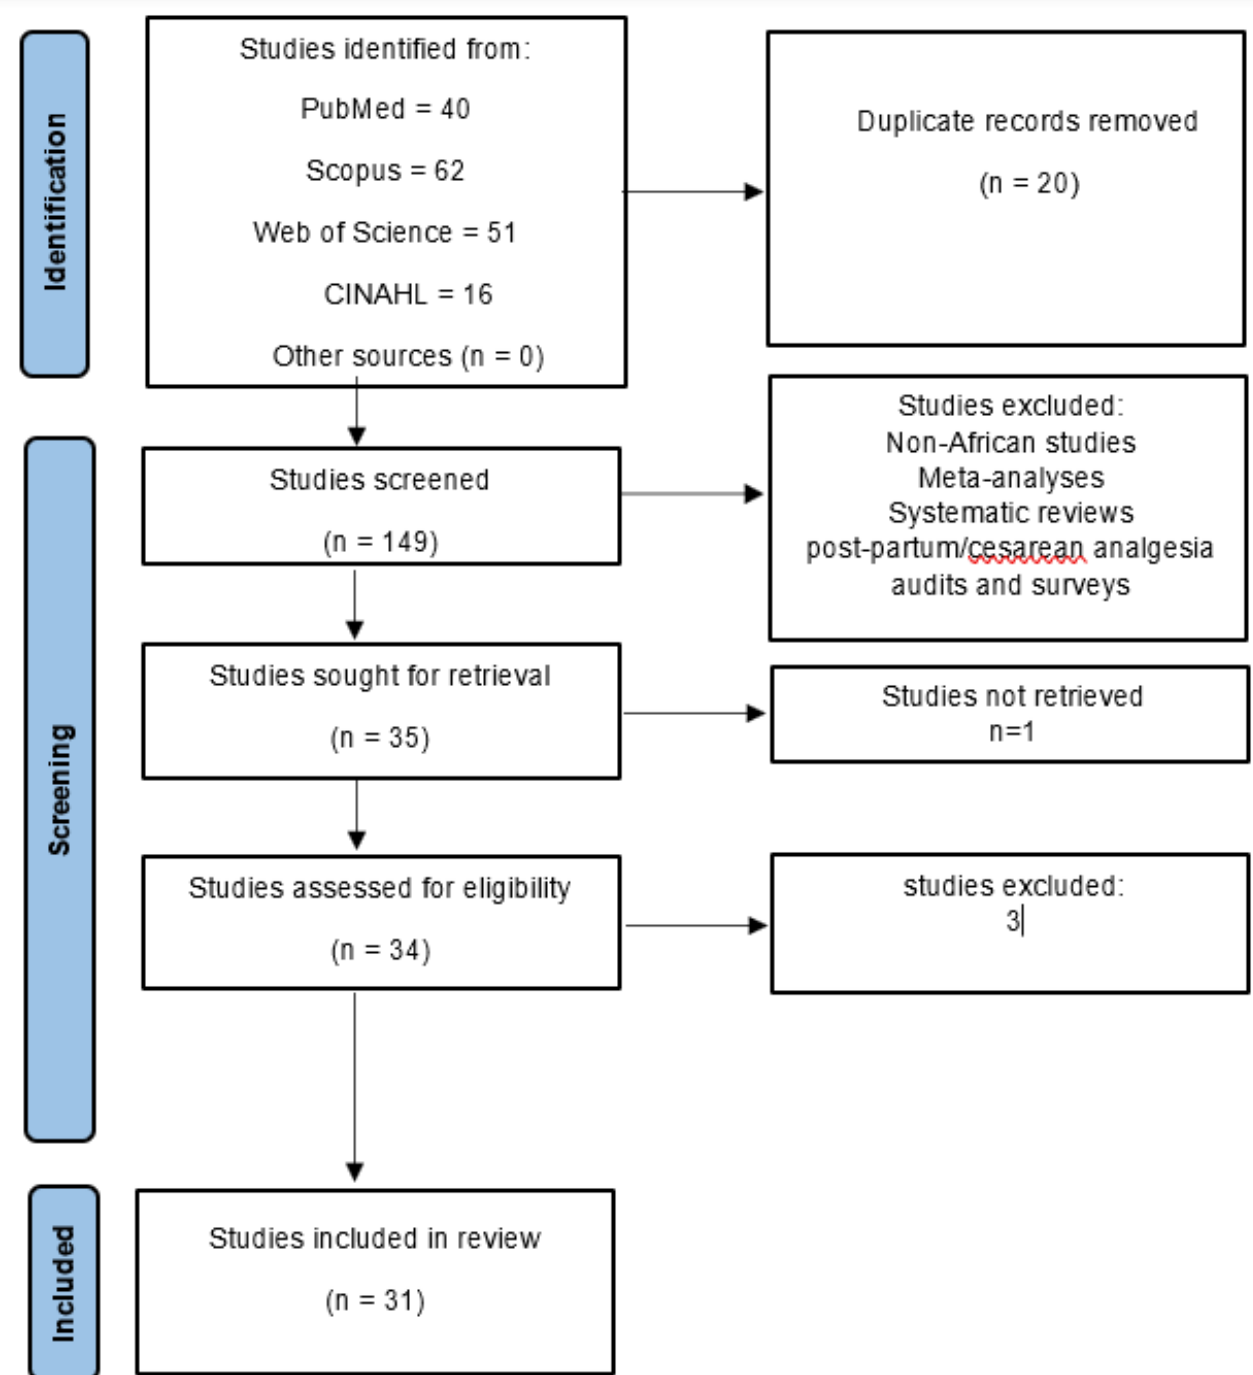 Identification
Studies identified from:
PubMed = 40
Scopus = 62
Web of Science = 51
CINAHL = 16
Other sources (n = 0)
Duplicate records removed
(n = 20)
Screening
Studies screened
(n = 149)
Studies excluded:
Non-African studies
Meta-analyses
Systematic reviews
post-partum/cesarean analgesia
audits and surveys
Studies sought for retrieval
(n = 35)
Studies not retrieved
n=1
Studies assessed for eligibility
(n = 34)
studies excluded:
3
Included
Studies included in review
(n = 31)